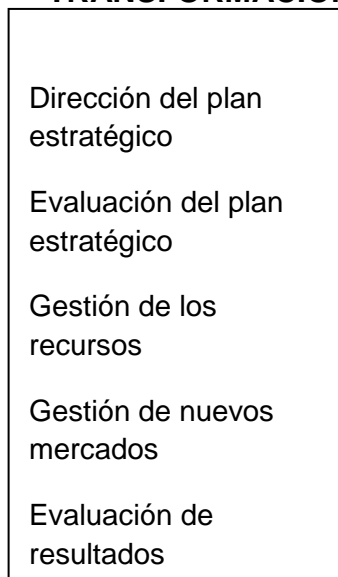 Dirección del plan
estratégico
Evaluación del plan
estratégico
Gestión de los
recursos
Gestión de nuevos
mercados
Evaluación de
resultados